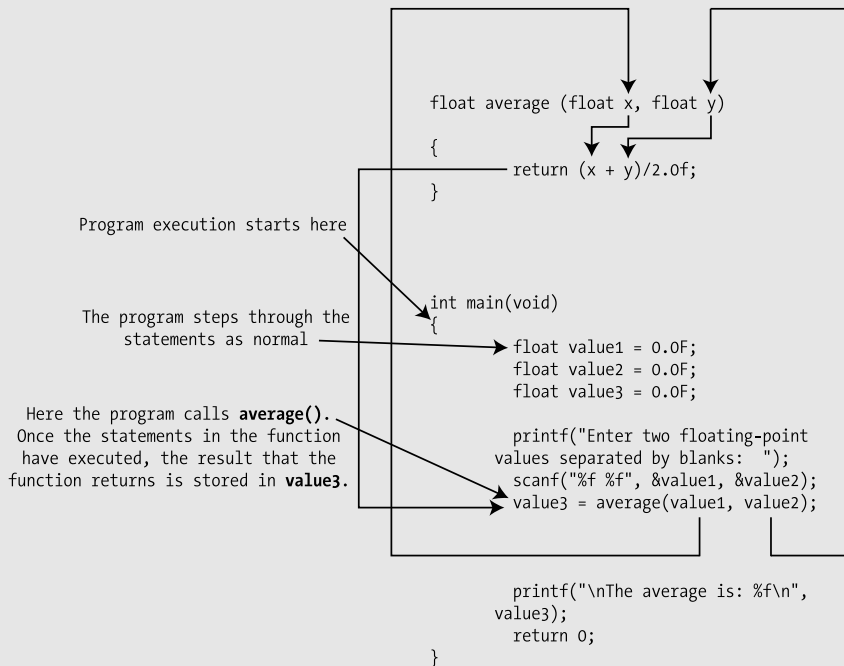 float average (float x, float y)
{
return (x + y)/2.0f;
}
Program execution starts here
int main(void)
{
The program steps through the
statements as normal
float value1 = 0.0F;
float value2 = 0.0F;
float value3 = 0.0F;
Here the program calls average().
Once the statements in the function
have executed, the result that the
function returns is stored in value3.
printf("Enter two floating-point
values separated by blanks:  ");
scanf("%f %f", &value1, &value2);
value3 = average(value1, value2);
printf("\nThe average is: %f\n",
value3);
return 0;
}